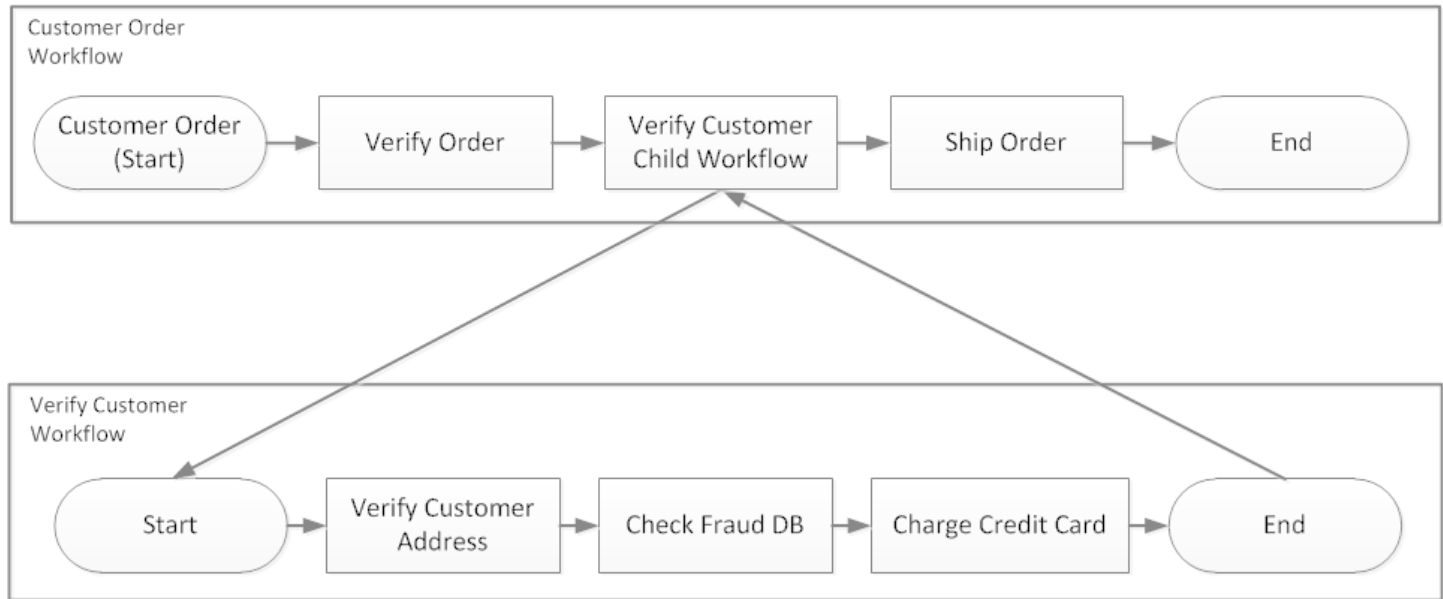 Customer Order
Workflow
Customer Order
(Start)
Verify Order
Verify Customer
Child Workflow
Ship Order
End
Verify Customer
Workflow
Start
Verify Customer
Address
Check Fraud DB
Charge Credit Card
End